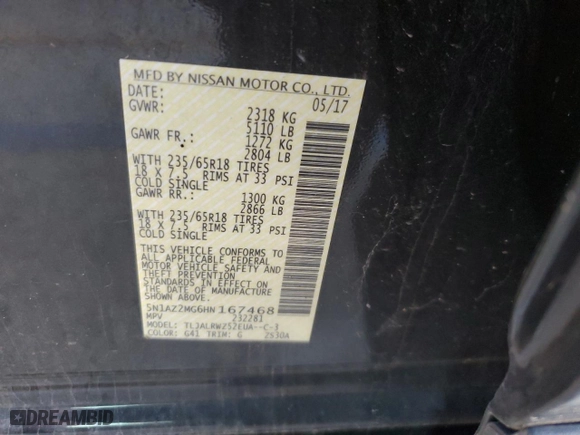 MFD BY NISSAN MOTOR CO., LTD.
DATE: 05/17
GVWR: 2318 KG
5110 LB
GAWR FR.: 1272 KG
2804 LB
WITH 235/65R18 TIRES
18 X 7.5 RIMS AT 33 PSI
COLD SINGLE
GAWR RR.: 1300 KG
2866 LB
WITH 235/65R18 TIRES
18 X 7.5 RIMS AT 33 PSI
COLD SINGLE
THIS VEHICLE CONFORMS TO
ALL APPLICABLE FEDERAL
MOTOR VEHICLE SAFETY AND
THEFT PREVENTION
STANDARDS IN EFFECT ON
THE DATE OF MANUFACTURE
SHOWN ABOVE.
5N1AZ2MG6HN167468
MPV 232281
MODEL: TLJALRWZ52EUA--C-3
COLOR: G41 TRIM: G 2530A
DREAMBID